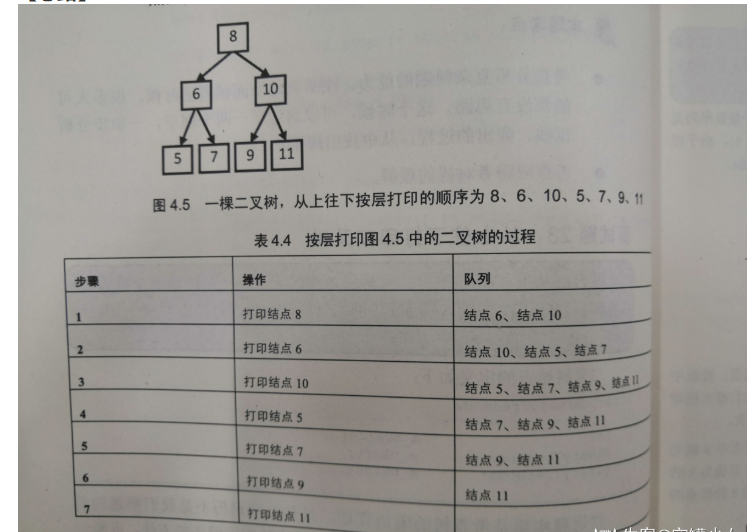 8
6 10
5 7 9 11
图 4.5 一棵二叉树，从上往下按层打印的顺序为 8、6、10、5、7、9、11
表 4.4 按层打印图 4.5 中的二叉树的过程
步骤 操作 队列
1 打印结点 8 结点 6、结点 10
2 打印结点 6 结点 10、结点 5、结点 7
3 打印结点 10 结点 5、结点 7、结点 9、结点 11
4 打印结点 5 结点 7、结点 9、结点 11
5 打印结点 7 结点 9、结点 11
6 打印结点 9 结点 11
7 打印结点 11